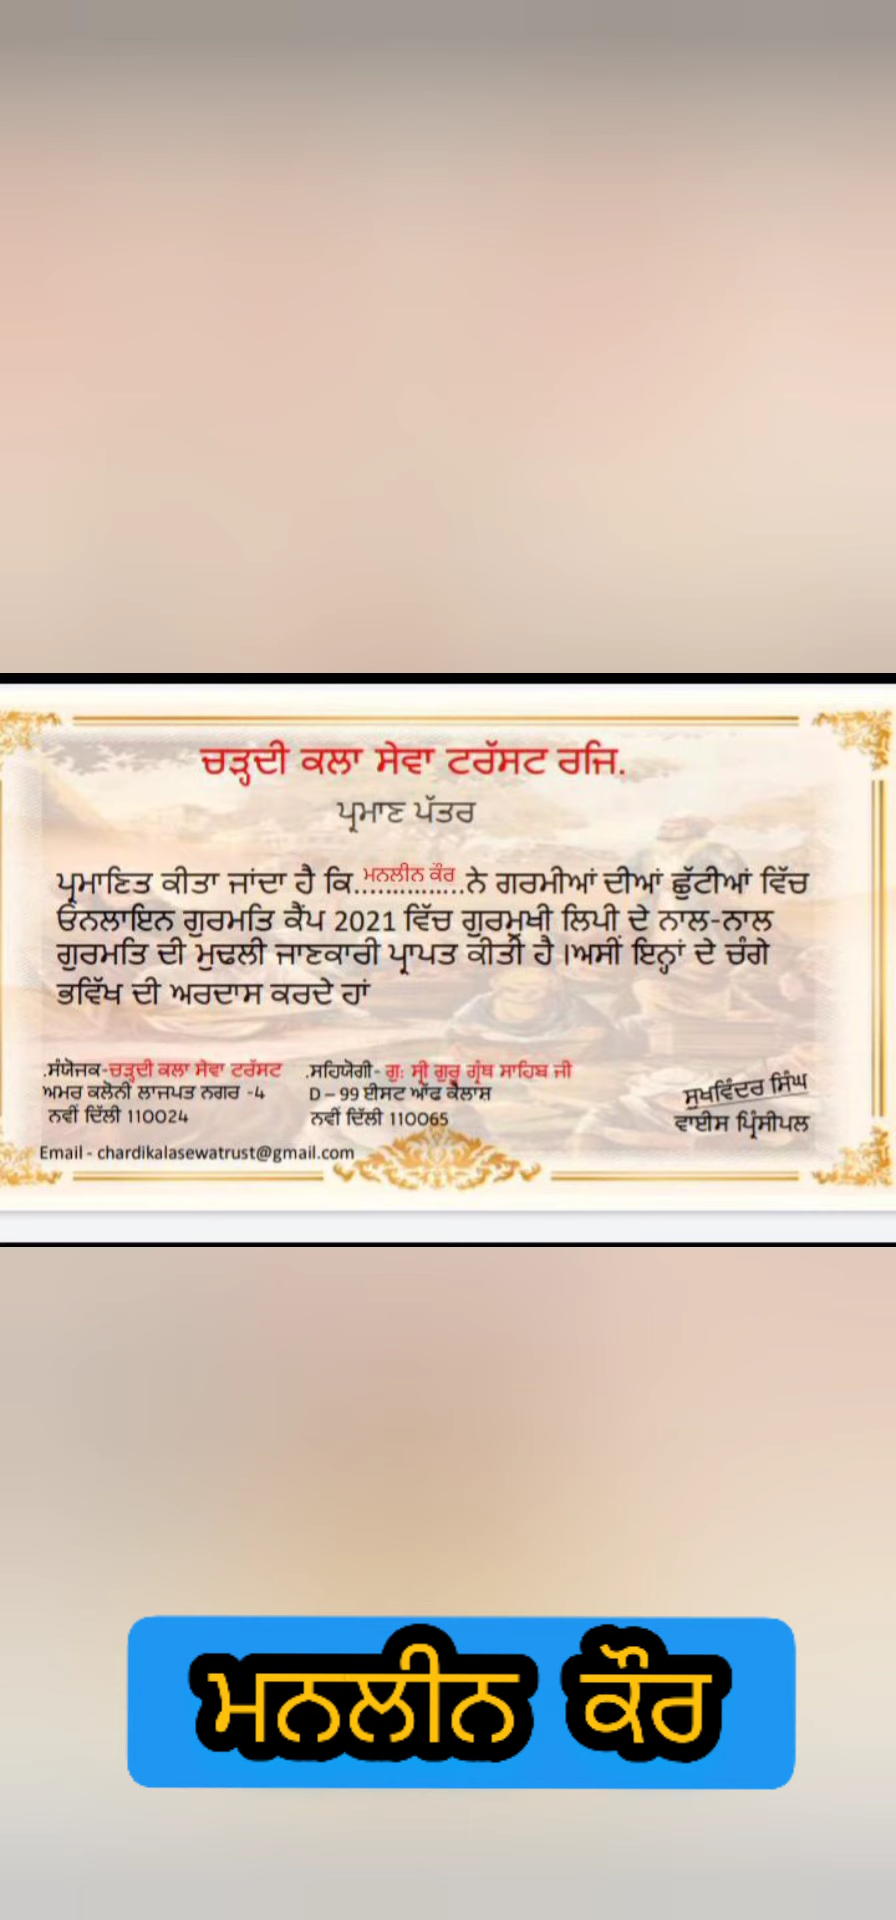 ਚੜ੍ਹਦੀ ਕਲਾ ਸੇਵਾ ਟਰੱਸਟ ਰਜਿ.
ਪ੍ਰਮਾਣ ਪੱਤਰ
ਪ੍ਰਮਾਣਿਤ ਕੀਤਾ ਜਾਂਦਾ ਹੈ ਕਿ..ਮਨਲੀਨ ਕੌਰ..ਨੇ ਗਰਮੀਆਂ ਦੀਆਂ ਛੁੱਟੀਆਂ ਵਿੱਚ
ਓਨਲਾਇਨ ਗੁਰਮਤਿ ਕੈਂਪ 2021 ਵਿੱਚ ਗੁਰਮੁਖੀ ਲਿਪੀ ਦੇ ਨਾਲ-ਨਾਲ
ਗੁਰਮਤਿ ਦੀ ਮੁਢਲੀ ਜਾਣਕਾਰੀ ਪ੍ਰਾਪਤ ਕੀਤੀ ਹੈ ।ਅਸੀਂ ਇਨ੍ਹਾਂ ਦੇ ਚੰਗੇ
ਭਵਿੱਖ ਦੀ ਅਰਦਾਸ ਕਰਦੇ ਹਾਂ
.ਸੰਯੋਜਕ-ਚੜ੍ਹਦੀ ਕਲਾ ਸੇਵਾ ਟਰੱਸਟ
ਅਮਰ ਕਲੋਨੀ ਲਾਜਪਤ ਨਗਰ -4
ਨਵੀਂ ਦਿੱਲੀ 110024
.ਸਹਿਯੋਗੀ- ਗੁ: ਸ੍ਰੀ ਗੁਰੂ ਗ੍ਰੰਥ ਸਾਹਿਬ ਜੀ
D – 99 ਈਸਟ ਆੱਫ ਕੈਲਾਸ਼
ਨਵੀਂ ਦਿੱਲੀ 110065
ਸੁਖਵਿੰਦਰ ਸਿੰਘ
ਵਾਈਸ ਪ੍ਰਿੰਸੀਪਲ
Email - chardikalasewatrust@gmail.com
ਮਨਲੀਨ ਕੌਰ